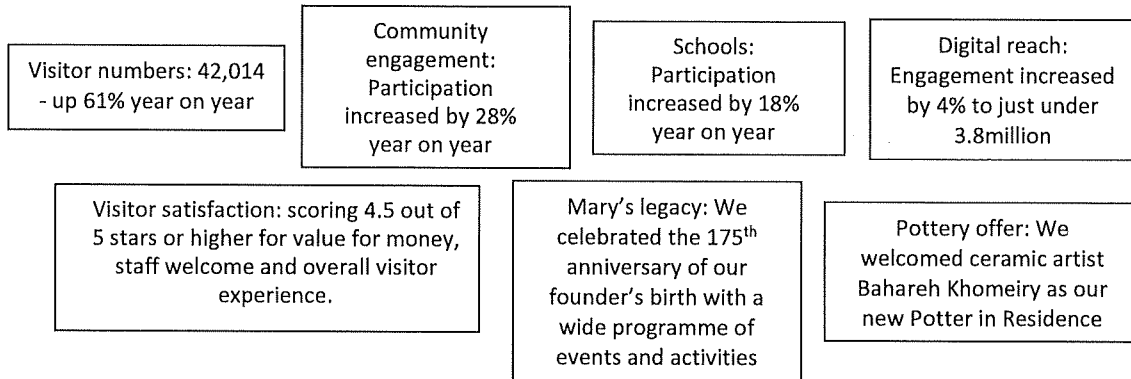 Visitor numbers: 42,014
- up 61% year on year
Community
engagement:
Participation
increased by 28%
year on year
Schools:
Participation
increased by 18%
year on year
Digital reach:
Engagement increased
by 4% to just under
3.8million
Visitor satisfaction: scoring 4.5 out of
5 stars or higher for value for money,
staff welcome and overall visitor
experience.
Mary's legacy: We
celebrated the 175th
anniversary of our
founder's birth with a
wide programme of
events and activities
Pottery offer: We
welcomed ceramic artist
Bahareh Khomeiry as our
new Potter in Residence